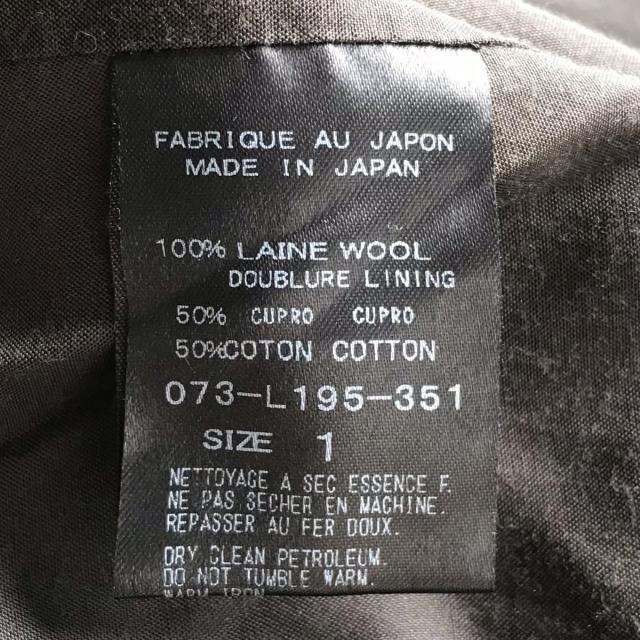 FABRIQUE AU JAPON
MADE IN JAPAN
100% LAINE WOOL
DOUBLURE LINING
50% CUPRO CUPRO
50% COTON COTTON
073-L195-351
SIZE 1
NETTOYAGE A SEC ESSENCE F.
NE PAS SECHER EN MACHINE.
REPASSER AU FER DOUX.
DRY CLEAN PETROLEUM.
DO NOT TUMBLE WARM.
WARM IRON